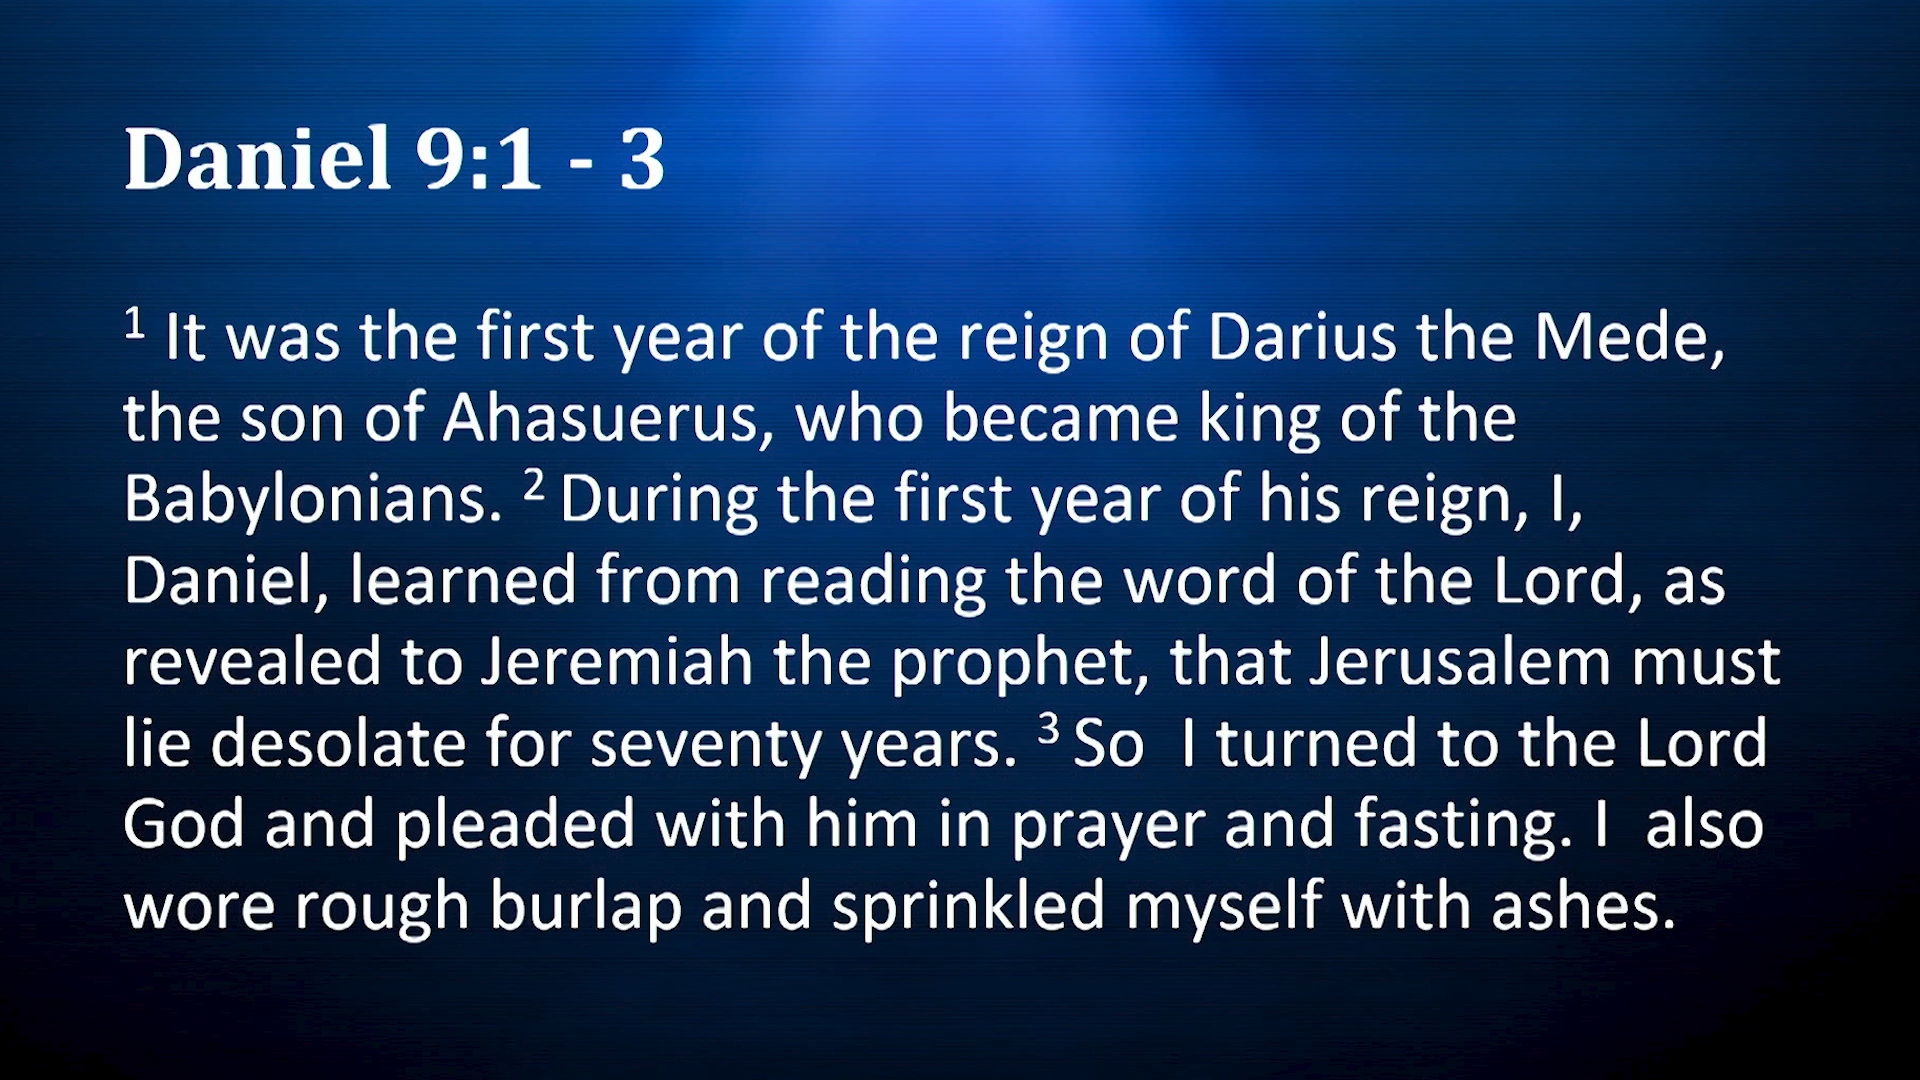 Daniel 9:1 - 3
¹ It was the first year of the reign of Darius the Mede,
the son of Ahasuerus, who became king of the
Babylonians. ² During the first year of his reign, I,
Daniel, learned from reading the word of the Lord, as
revealed to Jeremiah the prophet, that Jerusalem must
lie desolate for seventy years. ³ So  I turned to the Lord
God and pleaded with him in prayer and fasting. I  also
wore rough burlap and sprinkled myself with ashes.